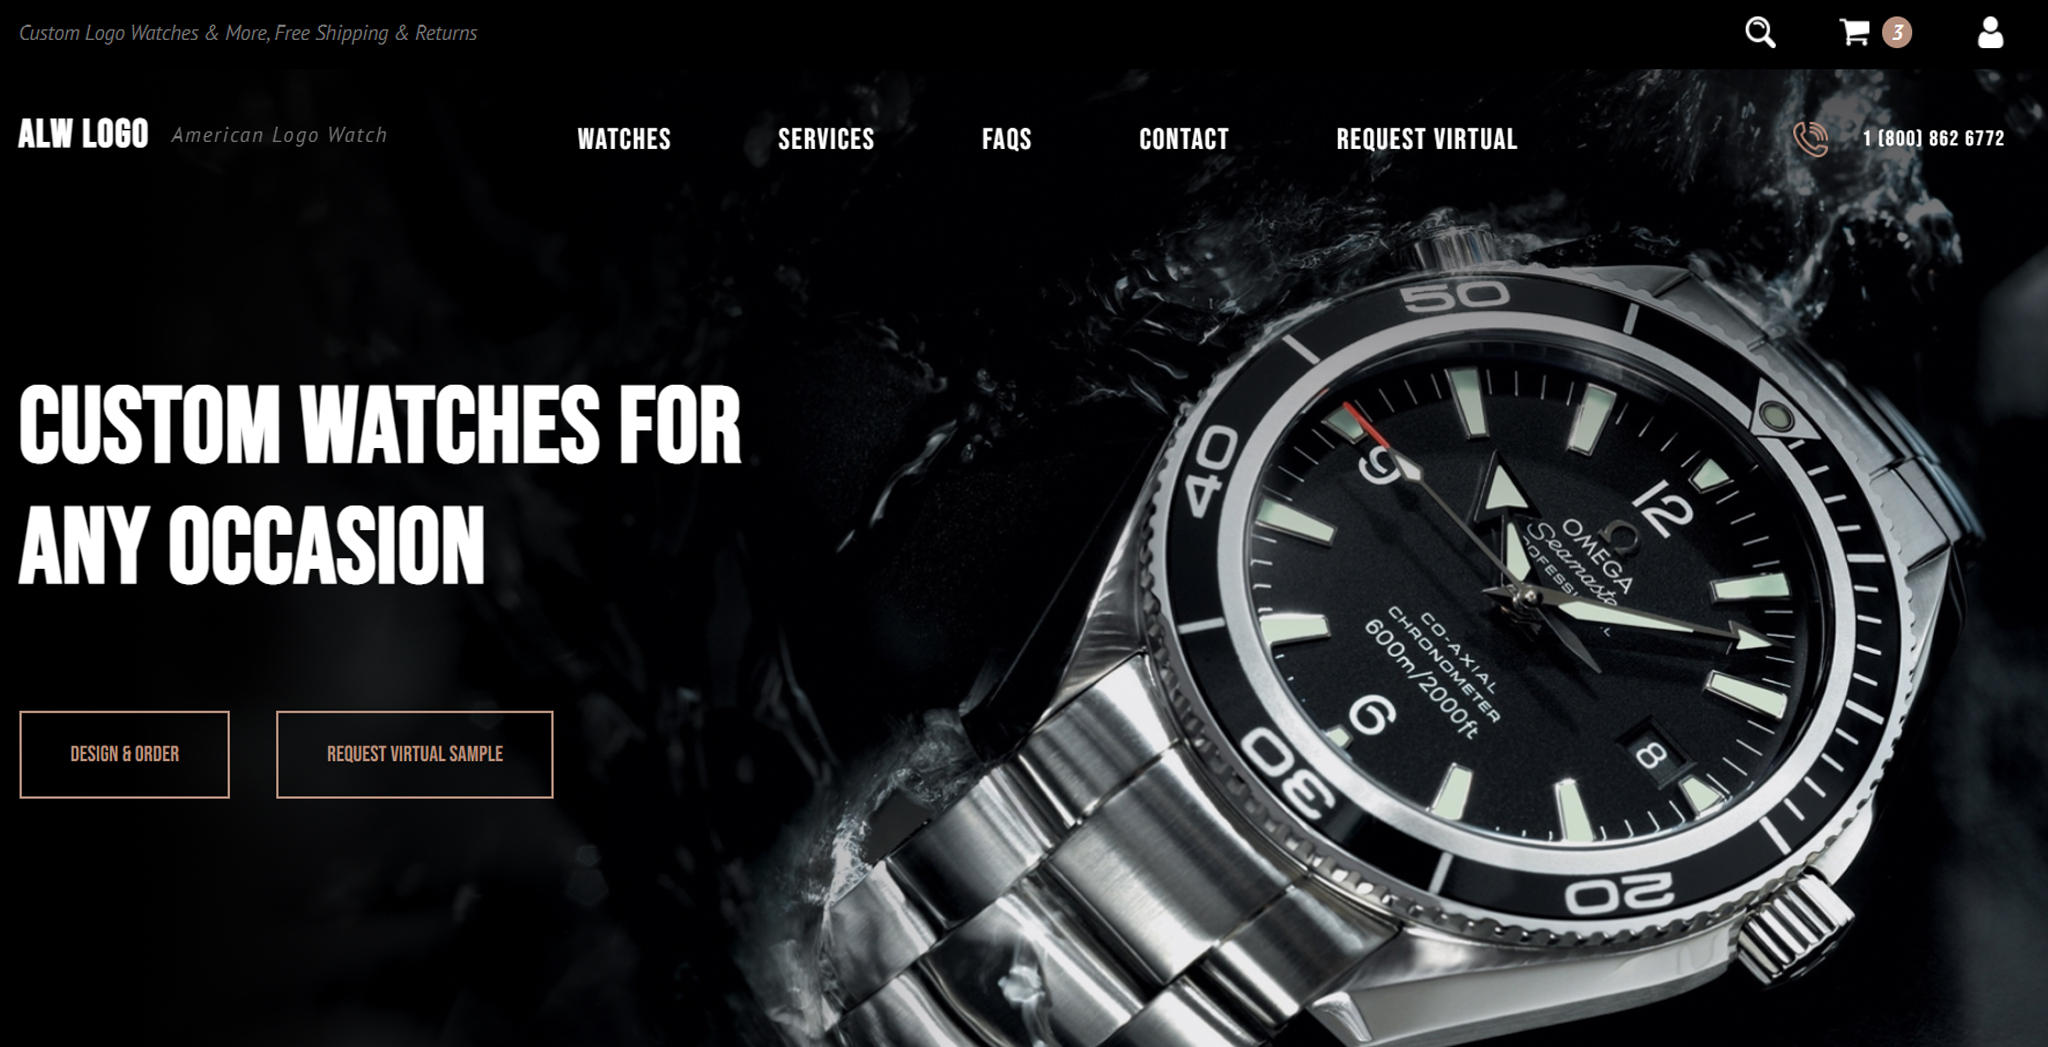 Custom Logo Watches & More, Free Shipping & Returns
3
ALW LOGO American Logo Watch
WATCHES
SERVICES
FAQS
CONTACT
REQUEST VIRTUAL
1 (800) 862 6772
CUSTOM WATCHES FOR
ANY OCCASION
DESIGN & ORDER
REQUEST VIRTUAL SAMPLE
50
40
30
20
9
12
6
8
Ω
OMEGA
CO-AXIAL
CHRONOMETER
600m/2000ft